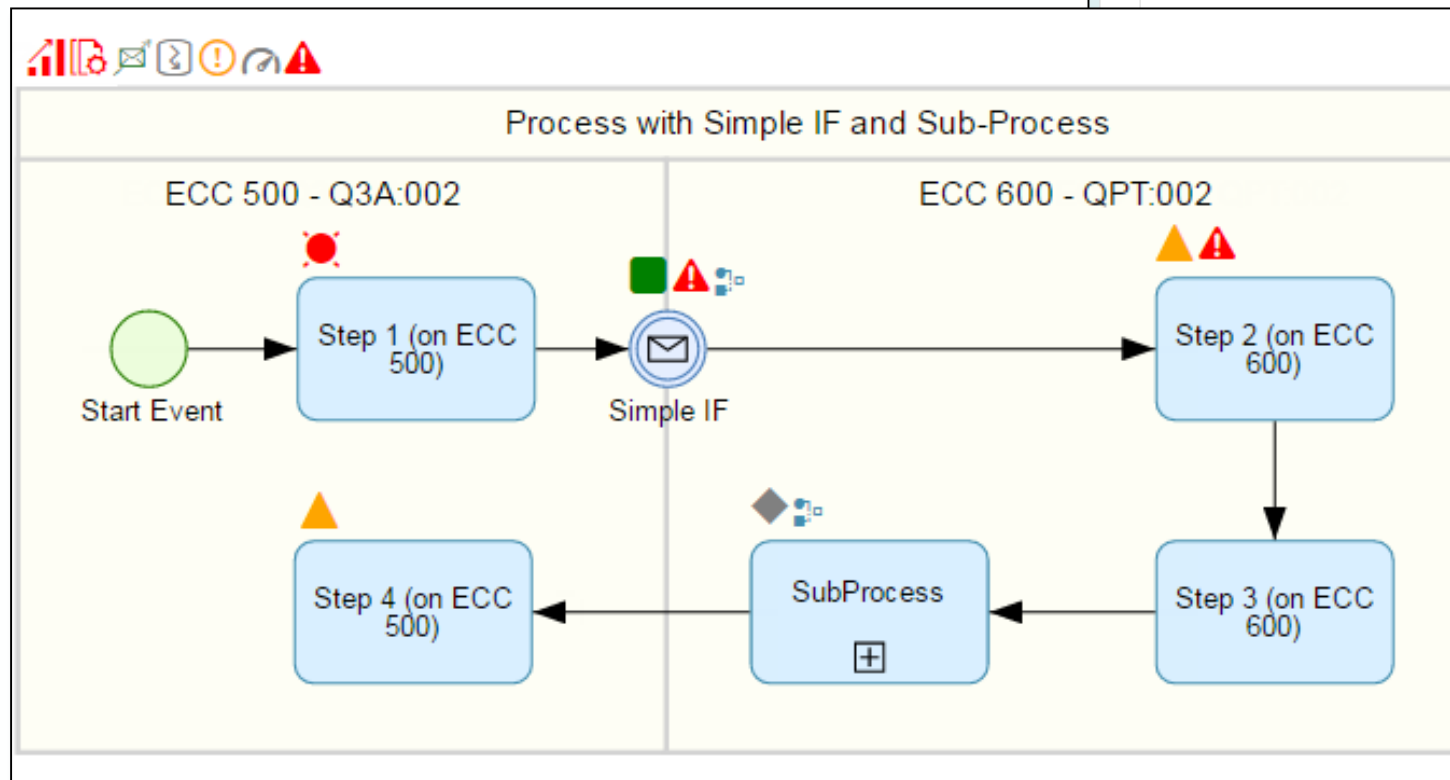 Process with Simple IF and Sub-Process
ECC 500 - Q3A:002
ECC 600 - QPT:002
Step 1 (on ECC
500)
Step 2 (on ECC
600)
Start Event
Simple IF
Step 4 (on ECC
500)
SubProcess
Step 3 (on ECC
600)